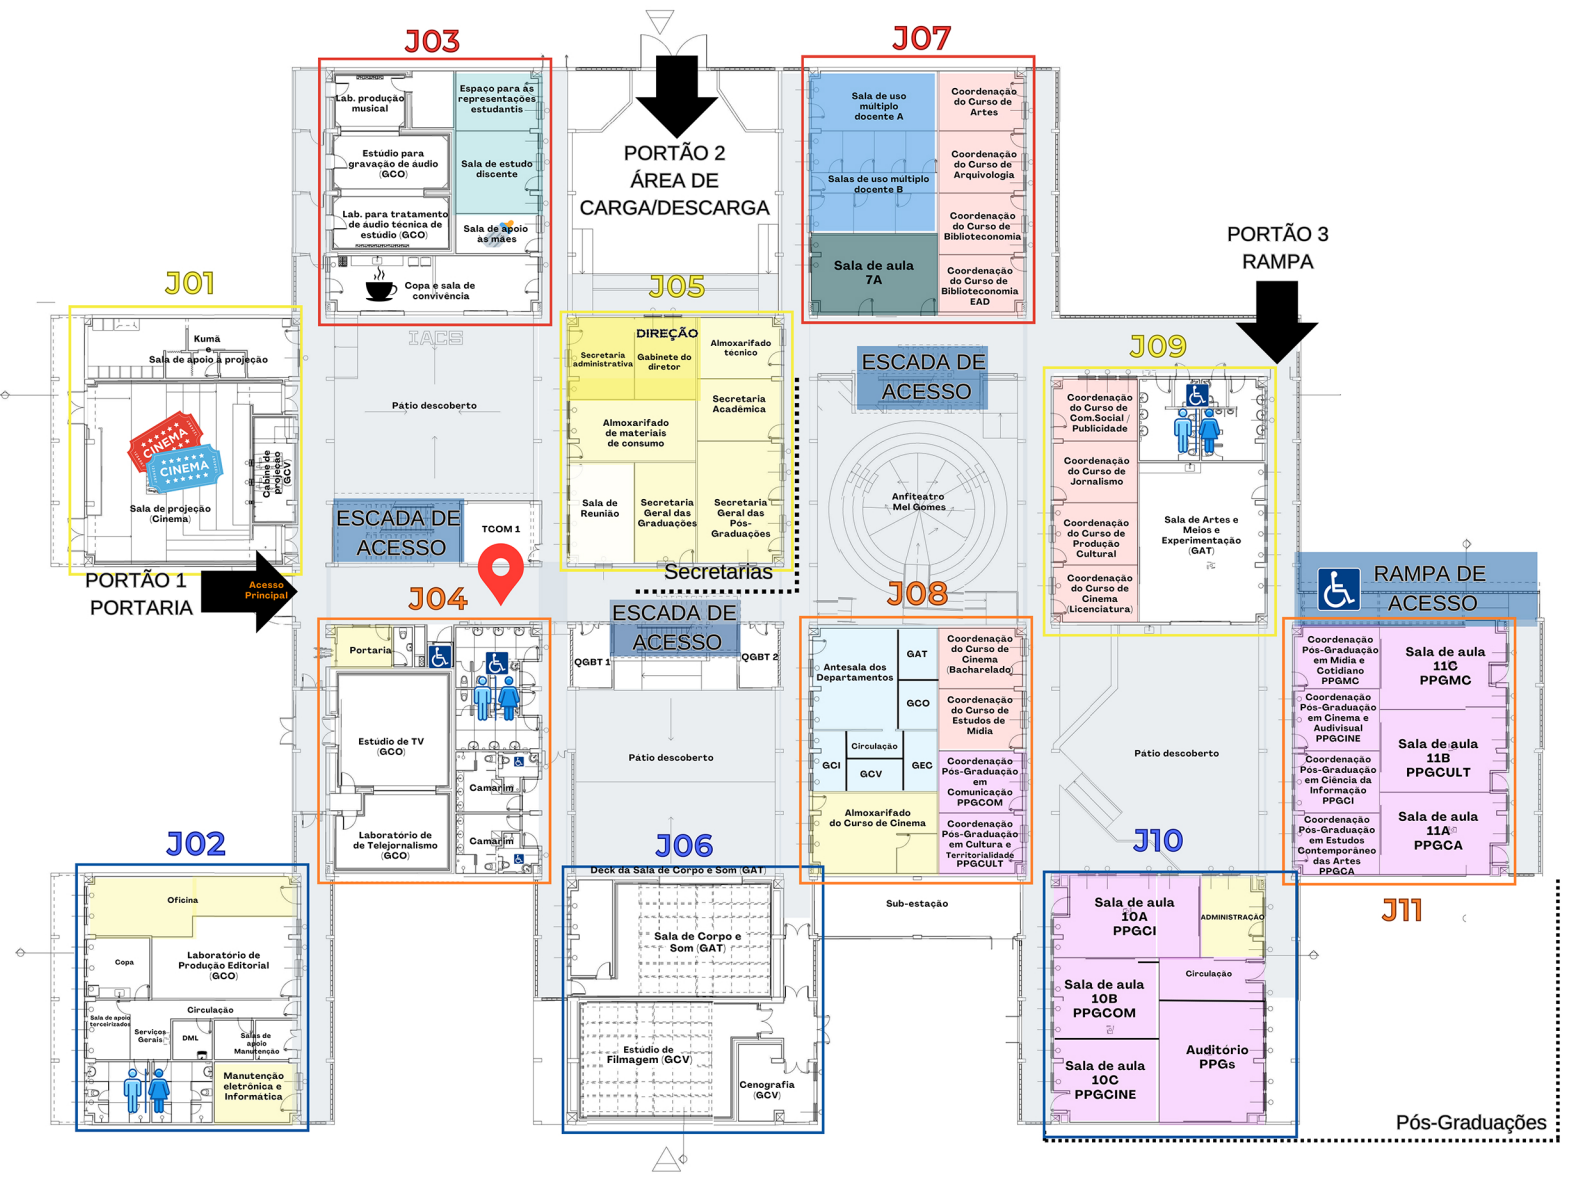 J03
Lab. produção
musical
Espaço para as
representações
estudantis
Estúdio para
gravação de áudio
(GCO)
Sala de estudo
discente
Lab. para tratamento
de áudio técnica de
estúdio (GCO)
Sala de apoio
às mães
Copa e sala de
convivência
PORTÃO 2
ÁREA DE
CARGA/DESCARGA
J07
Sala de uso
múltiplo
docente A
Salas de uso múltiplo
docente B
Sala de aula
7A
Coordenação
do Curso de
Artes
Coordenação
do Curso de
Arquivologia
Coordenação
do Curso de
Biblioteconomia
Coordenação
do Curso de
Biblioteconomia
EAD
PORTÃO 3
RAMPA
J01
Kumã
e
Sala de apoio à projeção
CINEMA
CINEMA
Cabine de
projeção
(GCV)
Sala de projeção
(Cinema)
IACS
Pátio descoberto
ESCADA DE
ACESSO
TCOM 1
J05
DIREÇÃO
Secretaria
administrativa
Gabinete do
diretor
Almoxarifado
técnico
Secretaria
Acadêmica
Almoxarifado
de materiais
de consumo
Sala de
Reunião
Secretaria
Geral das
Graduações
Secretaria
Geral das
Pós-
Graduações
Secretarias
ESCADA DE
ACESSO
Anfiteatro
Mel Gomes
J09
Coordenação
do Curso de
Com.Social /
Publicidade
Coordenação
do Curso de
Jornalismo
Coordenação
do Curso de
Produção
Cultural
Coordenação
do Curso de
Cinema
(Licenciatura)
Sala de Artes e
Meios e
Experimentação
(GAT)
RAMPA DE
ACESSO
PORTÃO 1
PORTARIA
Acesso
Principal
J04
Portaria
Estúdio de TV
(GCO)
Camarim
Laboratório
de Telejornalismo
(GCO)
Camarim
ESCADA DE
ACESSO
QGBT 1
QGBT 2
Pátio descoberto
J08
Antesala dos
Departamentos
GAT
GCO
Circulação
GCI
GCV
GEC
Almoxarifado
do Curso de Cinema
Coordenação
do Curso de
Cinema
(Bacharelado)
Coordenação
do Curso de
Estudos de
Mídia
Coordenação
Pós-Graduação
em
Comunicação
PPGCOM
Coordenação
Pós-Graduação
em Cultura e
Territorialidade
PPGCULT
Sub-estação
Pátio descoberto
Coordenação
Pós-Graduação
em Mídia e
Cotidiano
PPGMC
Coordenação
Pós-Graduação
em Cinema e
Audivisual
PPGCINE
Coordenação
Pós-Graduação
em Ciência da
Informação
PPGCI
Coordenação
Pós-Graduação
em Estudos
Contemporâneo
das Artes
PPGCA
Sala de aula
11C
PPGMC
Sala de aula
11B
PPGCULT
Sala de aula
11A
PPGCA
J11
J02
Oficina
Copa
Laboratório de
Produção Editorial
(GCO)
Circulação
Sala de apoio
terceirizados
Serviços
Gerais
DML
Salas de
apoio
Manutenção
Manutenção
eletrônica e
Informática
J06
Deck da Sala de Corpo e Som (GAT)
Sala de Corpo e
Som (GAT)
Estúdio de
Filmagem (GCV)
Cenografia
(GCV)
J10
Sala de aula
10A
PPGCI
ADMINISTRAÇÃO
Circulação
Sala de aula
10B
PPGCOM
Sala de aula
10C
PPGCINE
Auditório
PPGs
Pós-Graduações